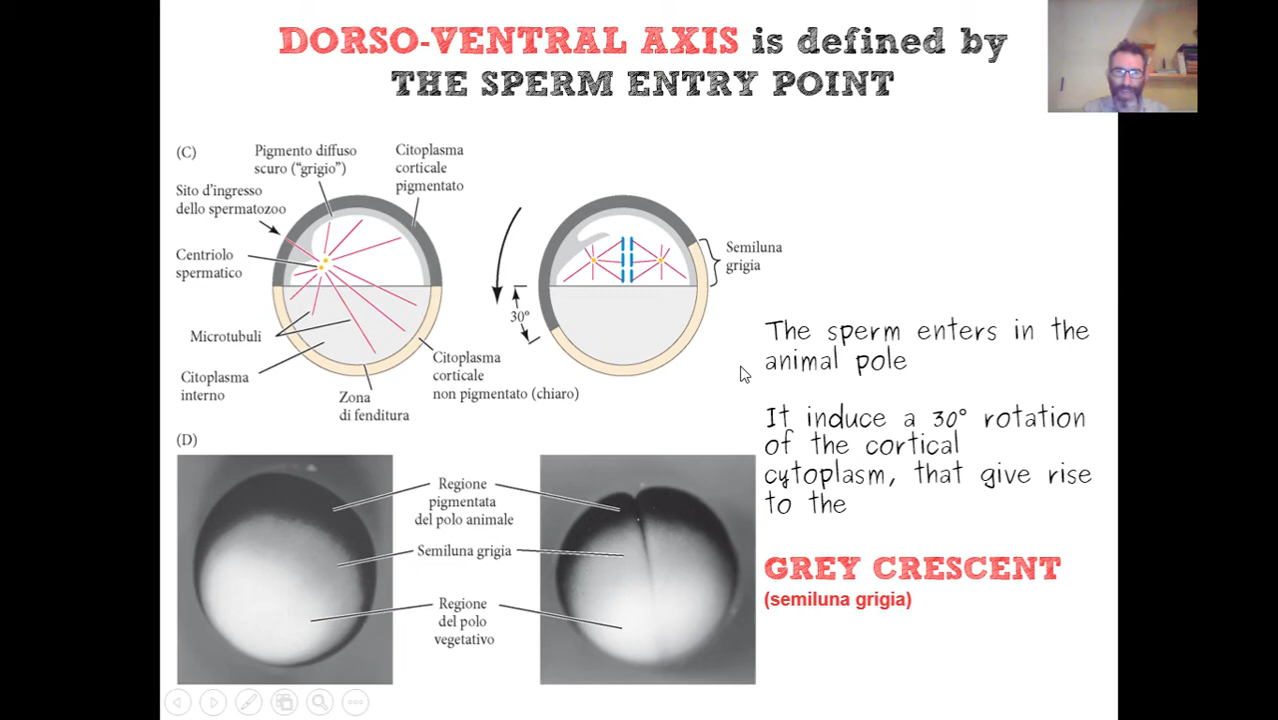 DORSO-VENTRAL AXIS is defined by
THE SPERM ENTRY POINT
(C)
Pigmento diffuso
scuro ("grigio")
Citoplasma
corticale
pigmentato
Sito d'ingresso
dello spermatozoo
Centriolo
spermatico
Microtubuli
Citoplasma
interno
Zona
di fenditura
Citoplasma
corticale
non pigmentato (chiaro)
30°
Semiluna
grigia
The sperm enters in the
animal pole
It induce a 30° rotation
of the cortical
cytoplasm, that give rise
to the
GREY CRESCENT
(semiluna grigia)
(D)
Regione
pigmentata
del polo animale
Semiluna grigia
Regione
del polo
vegetativo